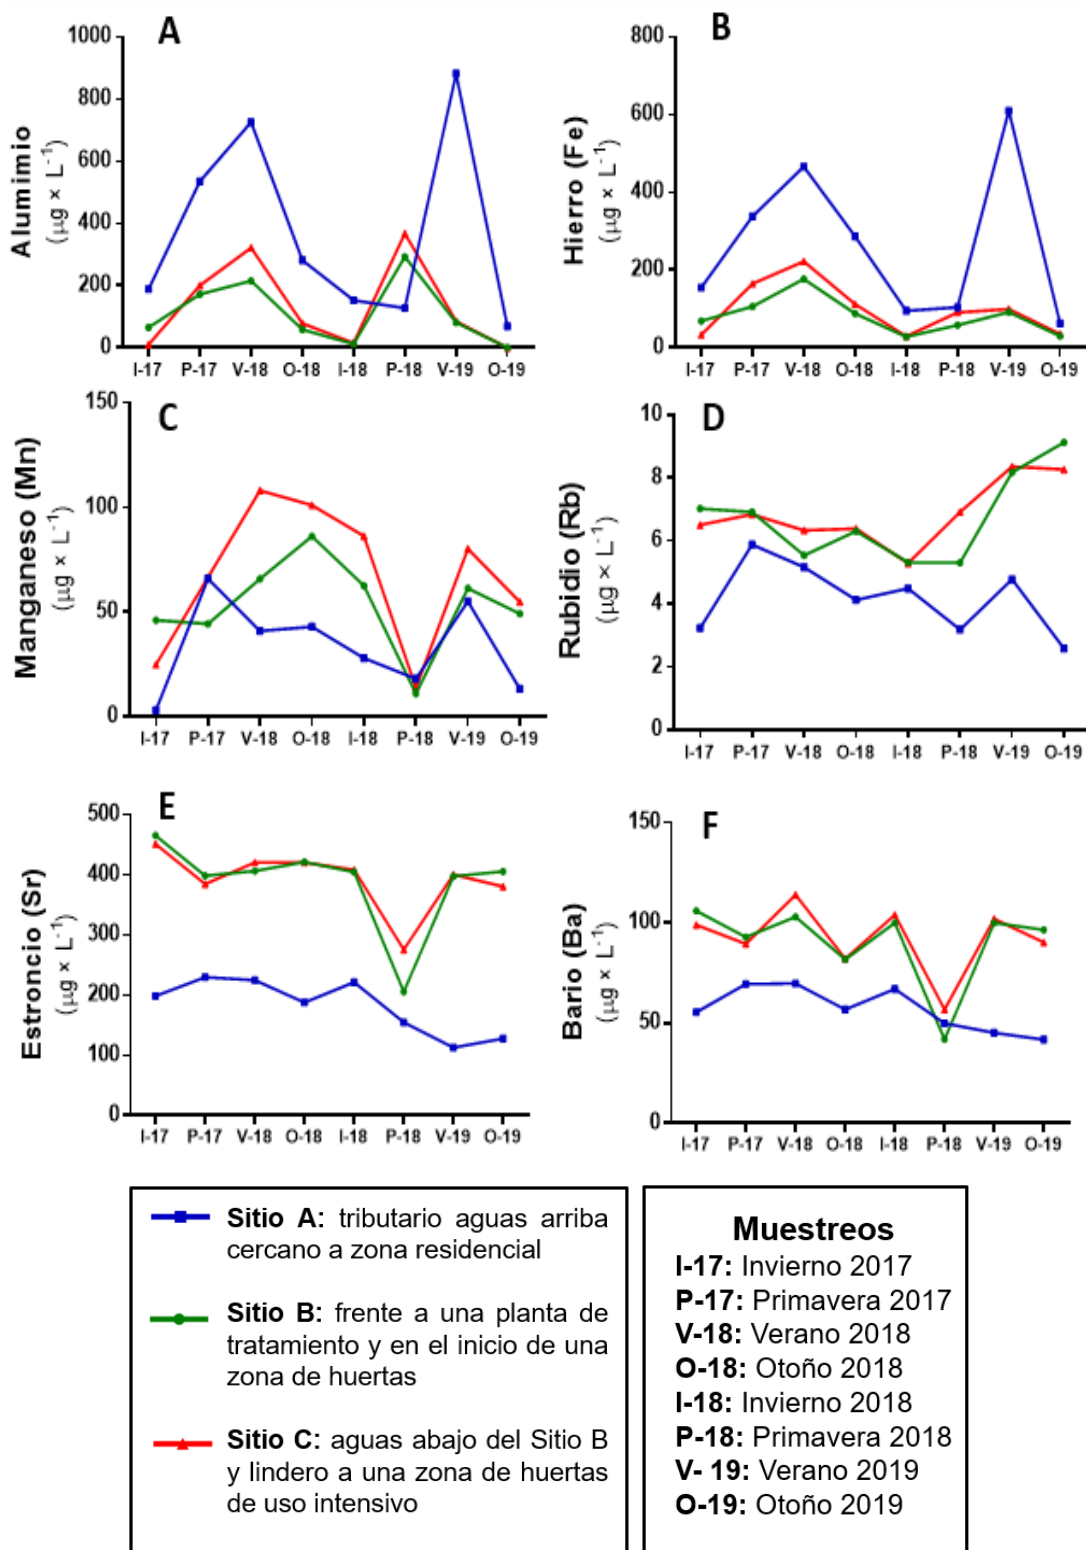 A
Alumimio
(µg × L⁻¹)
1000
800
600
400
200
0
I-17 P-17 V-18 O-18 I-18 P-18 V-19 O-19
B
Hierro (Fe)
(µg × L⁻¹)
800
600
400
200
0
I-17 P-17 V-18 O-18 I-18 P-18 V-19 O-19
C
Manganeso (Mn)
(µg × L⁻¹)
150
100
50
0
I-17 P-17 V-18 O-18 I-18 P-18 V-19 O-19
D
Rubidio (Rb)
(µg × L⁻¹)
10
8
6
4
2
0
I-17 P-17 V-18 O-18 I-18 P-18 V-19 O-19
E
Estroncio (Sr)
(µg × L⁻¹)
500
400
300
200
100
0
I-17 P-17 V-18 O-18 I-18 P-18 V-19 O-19
F
Bario (Ba)
(µg × L⁻¹)
150
100
50
0
I-17 P-17 V-18 O-18 I-18 P-18 V-19 O-19
Sitio A: tributario aguas arriba
cercano a zona residencial
Sitio B: frente a una planta de
tratamiento y en el inicio de una
zona de huertas
Sitio C: aguas abajo del Sitio B
y lindero a una zona de huertas
de uso intensivo
Muestreos
I-17: Invierno 2017
P-17: Primavera 2017
V-18: Verano 2018
O-18: Otoño 2018
I-18: Invierno 2018
P-18: Primavera 2018
V- 19: Verano 2019
O-19: Otoño 2019